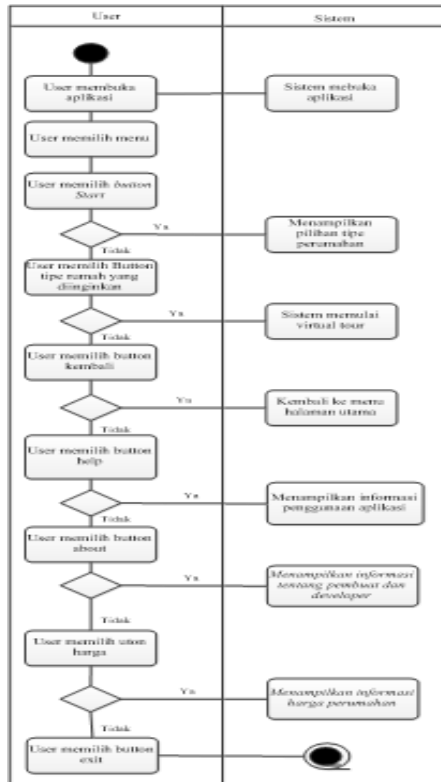 User
Sistem
User membuka
aplikasi
Sistem mebuka
aplikasi
User memilih menu
User memilih button
Start
Ya
Menampilkan
pilihan tipe
perumahan
Tidak
User memilih Button
tipe rumah yang
diinginkan
Ya
Sistem memulai
virtual tour
Tidak
User memilih button
kembali
Ya
Kembali ke menu
halaman utama
Tidak
User memilih button
help
Ya
Menampilkan informasi
penggunaan aplikasi
Tidak
User memilih button
about
Ya
Menampilkan informasi
tentang pembuat dan
developer
Tidak
User memilih uton
harga
Ya
Menampilkan informasi
harga perumahan
Tidak
User memilih button
exit